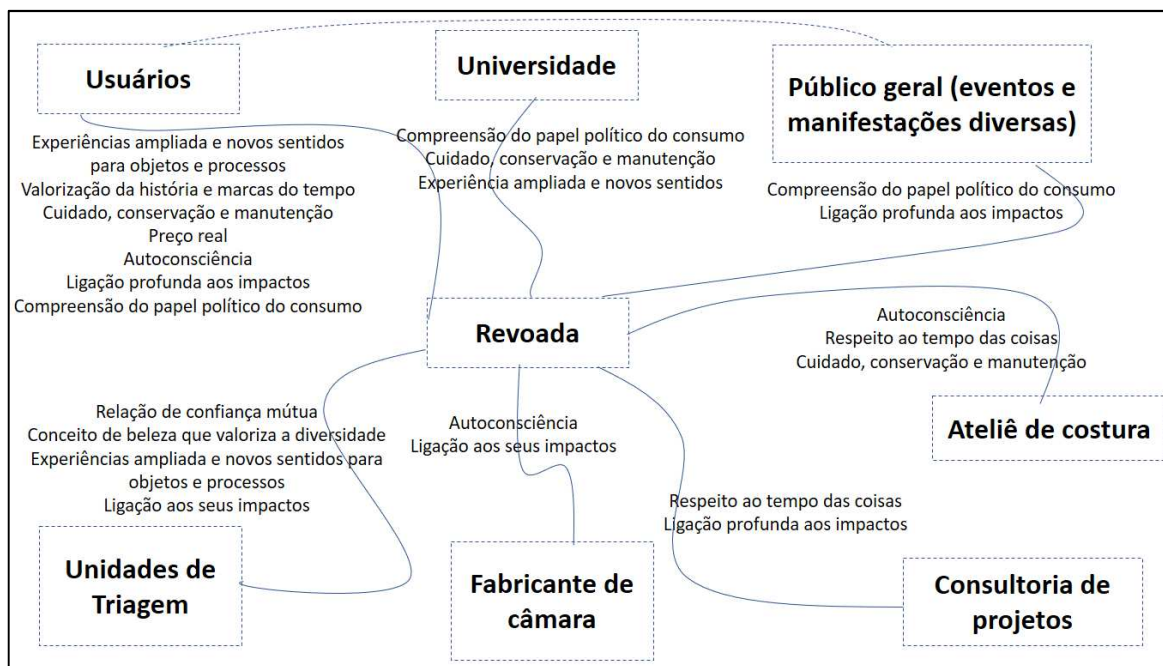 Usuários
Experiências ampliada e novos sentidos
para objetos e processos
Valorização da história e marcas do tempo
Cuidado, conservação e manutenção
Preço real
Autoconsciência
Ligação profunda aos impactos
Compreensão do papel político do consumo
Universidade
Compreensão do papel político do consumo
Cuidado, conservação e manutenção
Experiência ampliada e novos sentidos
Público geral (eventos e
manifestações diversas)
Compreensão do papel político do consumo
Ligação profunda aos impactos
Revoada
Autoconsciência
Respeito ao tempo das coisas
Cuidado, conservação e manutenção
Ateliê de costura
Relação de confiança mútua
Conceito de beleza que valoriza a diversidade
Experiências ampliada e novos sentidos para
objetos e processos
Ligação aos seus impactos
Unidades de
Triagem
Autoconsciência
Ligação aos seus impactos
Fabricante de
câmara
Respeito ao tempo das coisas
Ligação profunda aos impactos
Consultoria de
projetos